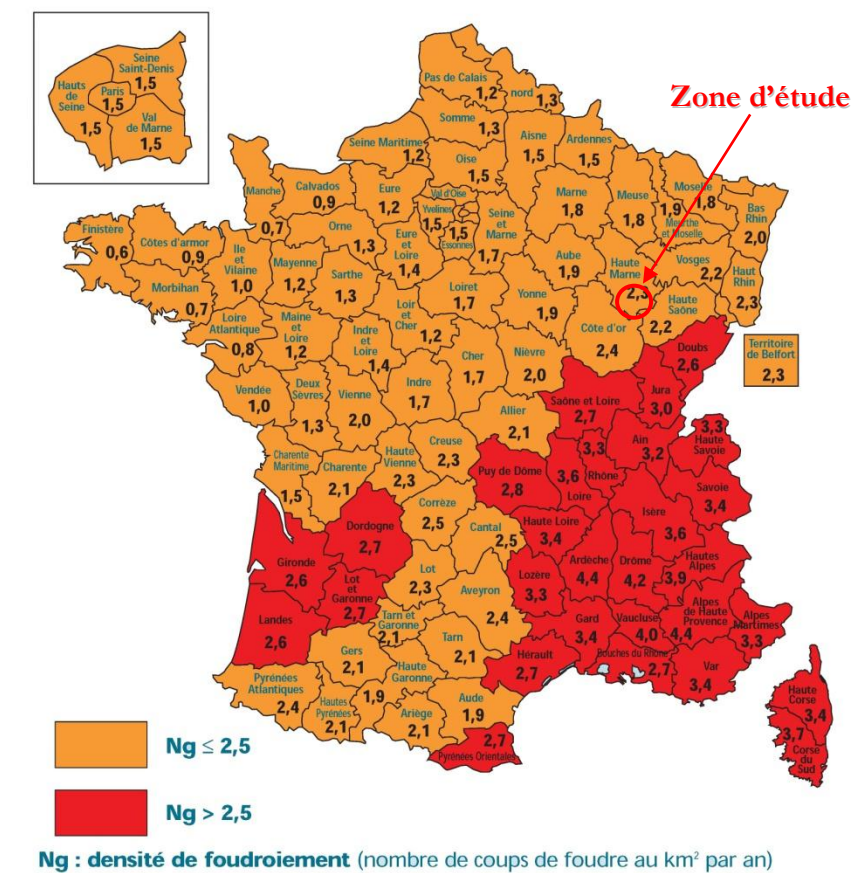 Seine
Saint-Denis
1,5
Hauts
de
Seine
1,5
Paris
1,5
Val
de Marne
1,5
Zone d'étude
Pas de Calais
1,2
nord
1,3
Somme
1,3
Seine Maritime
1,2
Aisne
1,5
Ardennes
1,5
Oise
1,5
Manche
0,7
Calvados
0,9
Eure
1,2
Val d'Oise
Yvelines
1,5
1,5
Essonnes
Seine
et
Marne
1,7
Marne
1,8
Meuse
1,8
Moselle
1,8
1,9
Meurthe
et Moselle
Bas
Rhin
2,0
Finistère
0,6
Côtes d'armor
0,9
Morbihan
0,7
Ile
et
Vilaine
1,0
Mayenne
1,2
Orne
1,3
Sarthe
1,3
Eure
et
Loire
1,4
Loiret
1,7
Yonne
1,9
Aube
1,9
Haute
Marne
2,3
Vosges
2,2
Haut
Rhin
2,3
Haute
Saône
2,2
Loire
Atlantique
0,8
Maine
et
Loire
1,2
Indre
et
Loire
1,4
Loir
et
Cher
1,2
Cher
1,7
Nièvre
2,0
Côte d'or
2,4
Doubs
2,6
Territoire
de Belfort
2,3
Vendée
1,0
Deux
Sèvres
1,3
Vienne
2,0
Indre
1,7
Allier
2,1
Saône et Loire
2,7
Jura
3,0
Charente
Maritime
1,5
Charente
2,1
Haute
Vienne
2,3
Creuse
2,3
Puy de Dôme
2,8
3,6
Loire
3,3
Rhône
Ain
3,2
3,3
Haute
Savoie
Savoie
3,4
Isère
3,6
Dordogne
2,7
Corrèze
2,5
Cantal
2,5
Haute Loire
3,4
Gironde
2,6
Lot
et
Garonne
2,7
Lot
2,3
Aveyron
2,4
Lozère
3,3
Ardèche
4,4
Drôme
4,2
Hautes
Alpes
3,9
Landes
2,6
Tarn et
Garonne
2,1
Tarn
2,1
Gard
3,4
Vaucluse
4,0
Alpes
de Haute
Provence
4,4
Alpes
Martimes
3,3
Gers
2,1
Haute
Garonne
1,9
Hérault
2,7
Bouches du Rhône
2,7
Var
3,4
Pyrénées
Atlantiques
2,4
Hautes
Pyrénées
2,1
Ariège
2,1
Aude
1,9
2,7
Pyrénées Orientales
Haute
Corse
3,4
3,7
Corse
du
Sud
Ng ≤ 2,5
Ng > 2,5
Ng : densité de foudroiement (nombre de coups de foudre au km² par an)